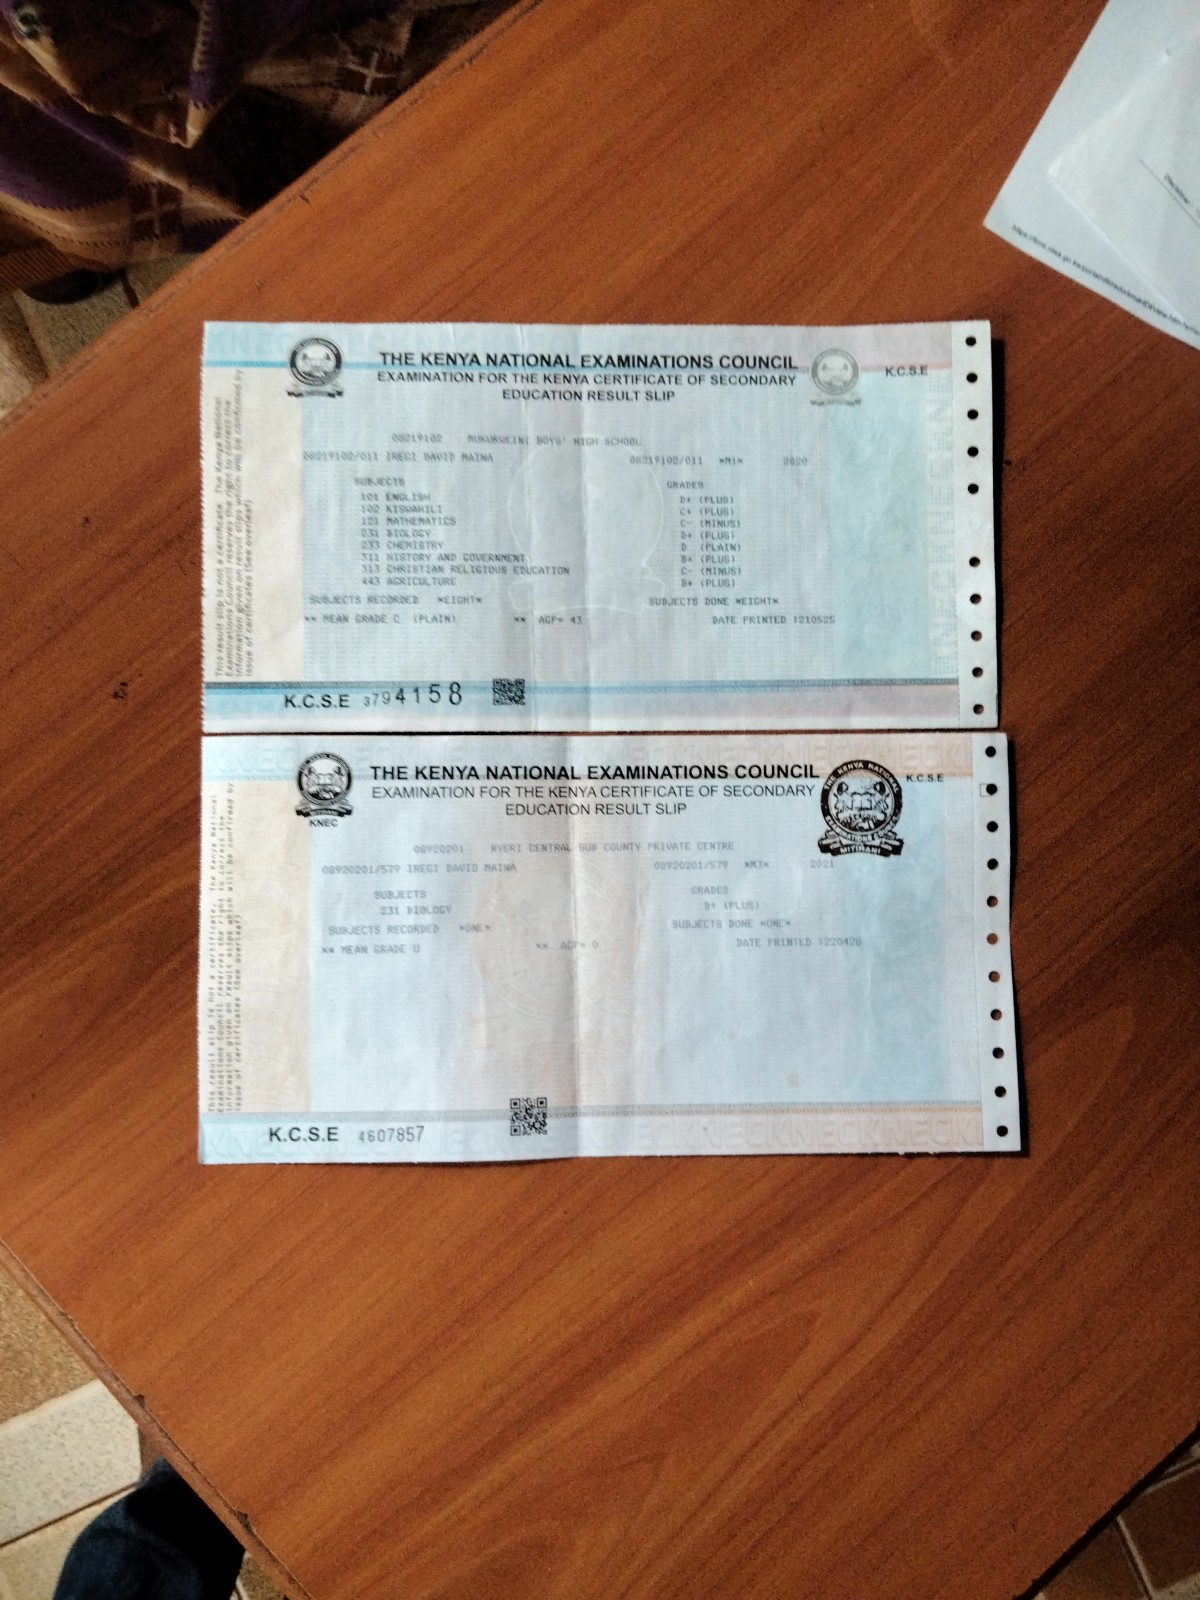 THE KENYA NATIONAL EXAMINATIONS COUNCIL
EXAMINATION FOR THE KENYA CERTIFICATE OF SECONDARY
EDUCATION RESULT SLIP
K.C.S.E
08219102 MUKURWEINI BOYS' HIGH SCHOOL
08219102/011 IREGI DAVID MAINA 08219102/011 *M1* 2020
SUBJECTS GRADES
101 ENGLISH D+ (PLUS)
102 KISWAHILI C+ (PLUS)
121 MATHEMATICS C- (MINUS)
231 BIOLOGY D+ (PLUS)
233 CHEMISTRY D (PLAIN)
311 HISTORY AND GOVERNMENT B+ (PLUS)
313 CHRISTIAN RELIGIOUS EDUCATION C- (MINUS)
443 AGRICULTURE B+ (PLUS)
SUBJECTS RECORDED *EIGHT* SUBJECTS DONE *EIGHT*
** MEAN GRADE C (PLAIN) ** AGP= 43 DATE PRINTED 1210525
K.C.S.E 3794158
This result slip is not a certificate. The Kenya National
Examinations Council reserves the right to correct the
information given on result slips which will be confirmed by
issue of certificates (See overleaf)
THE KENYA NATIONAL EXAMINATIONS COUNCIL
EXAMINATION FOR THE KENYA CERTIFICATE OF SECONDARY
EDUCATION RESULT SLIP
K.C.S.E
KNEC
08920201 NYERI CENTRAL SUB COUNTY PRIVATE CENTRE
08920201/579 IREGI DAVID MAINA 08920201/579 *M3* 2021
SUBJECTS GRADES
231 BIOLOGY B+ (PLUS)
SUBJECTS RECORDED *ONE* SUBJECTS DONE *ONE*
** MEAN GRADE U ** AGP= 0 DATE PRINTED 1220426
K.C.S.E 4607857
This result slip is not a certificate. The Kenya National
Examinations Council reserves the right to correct the
information given on result slips which will be confirmed by
issue of certificates (See overleaf)
THE KENYA NATIONAL EXAMINATIONS COUNCIL
MITIHANI
Disclaimer